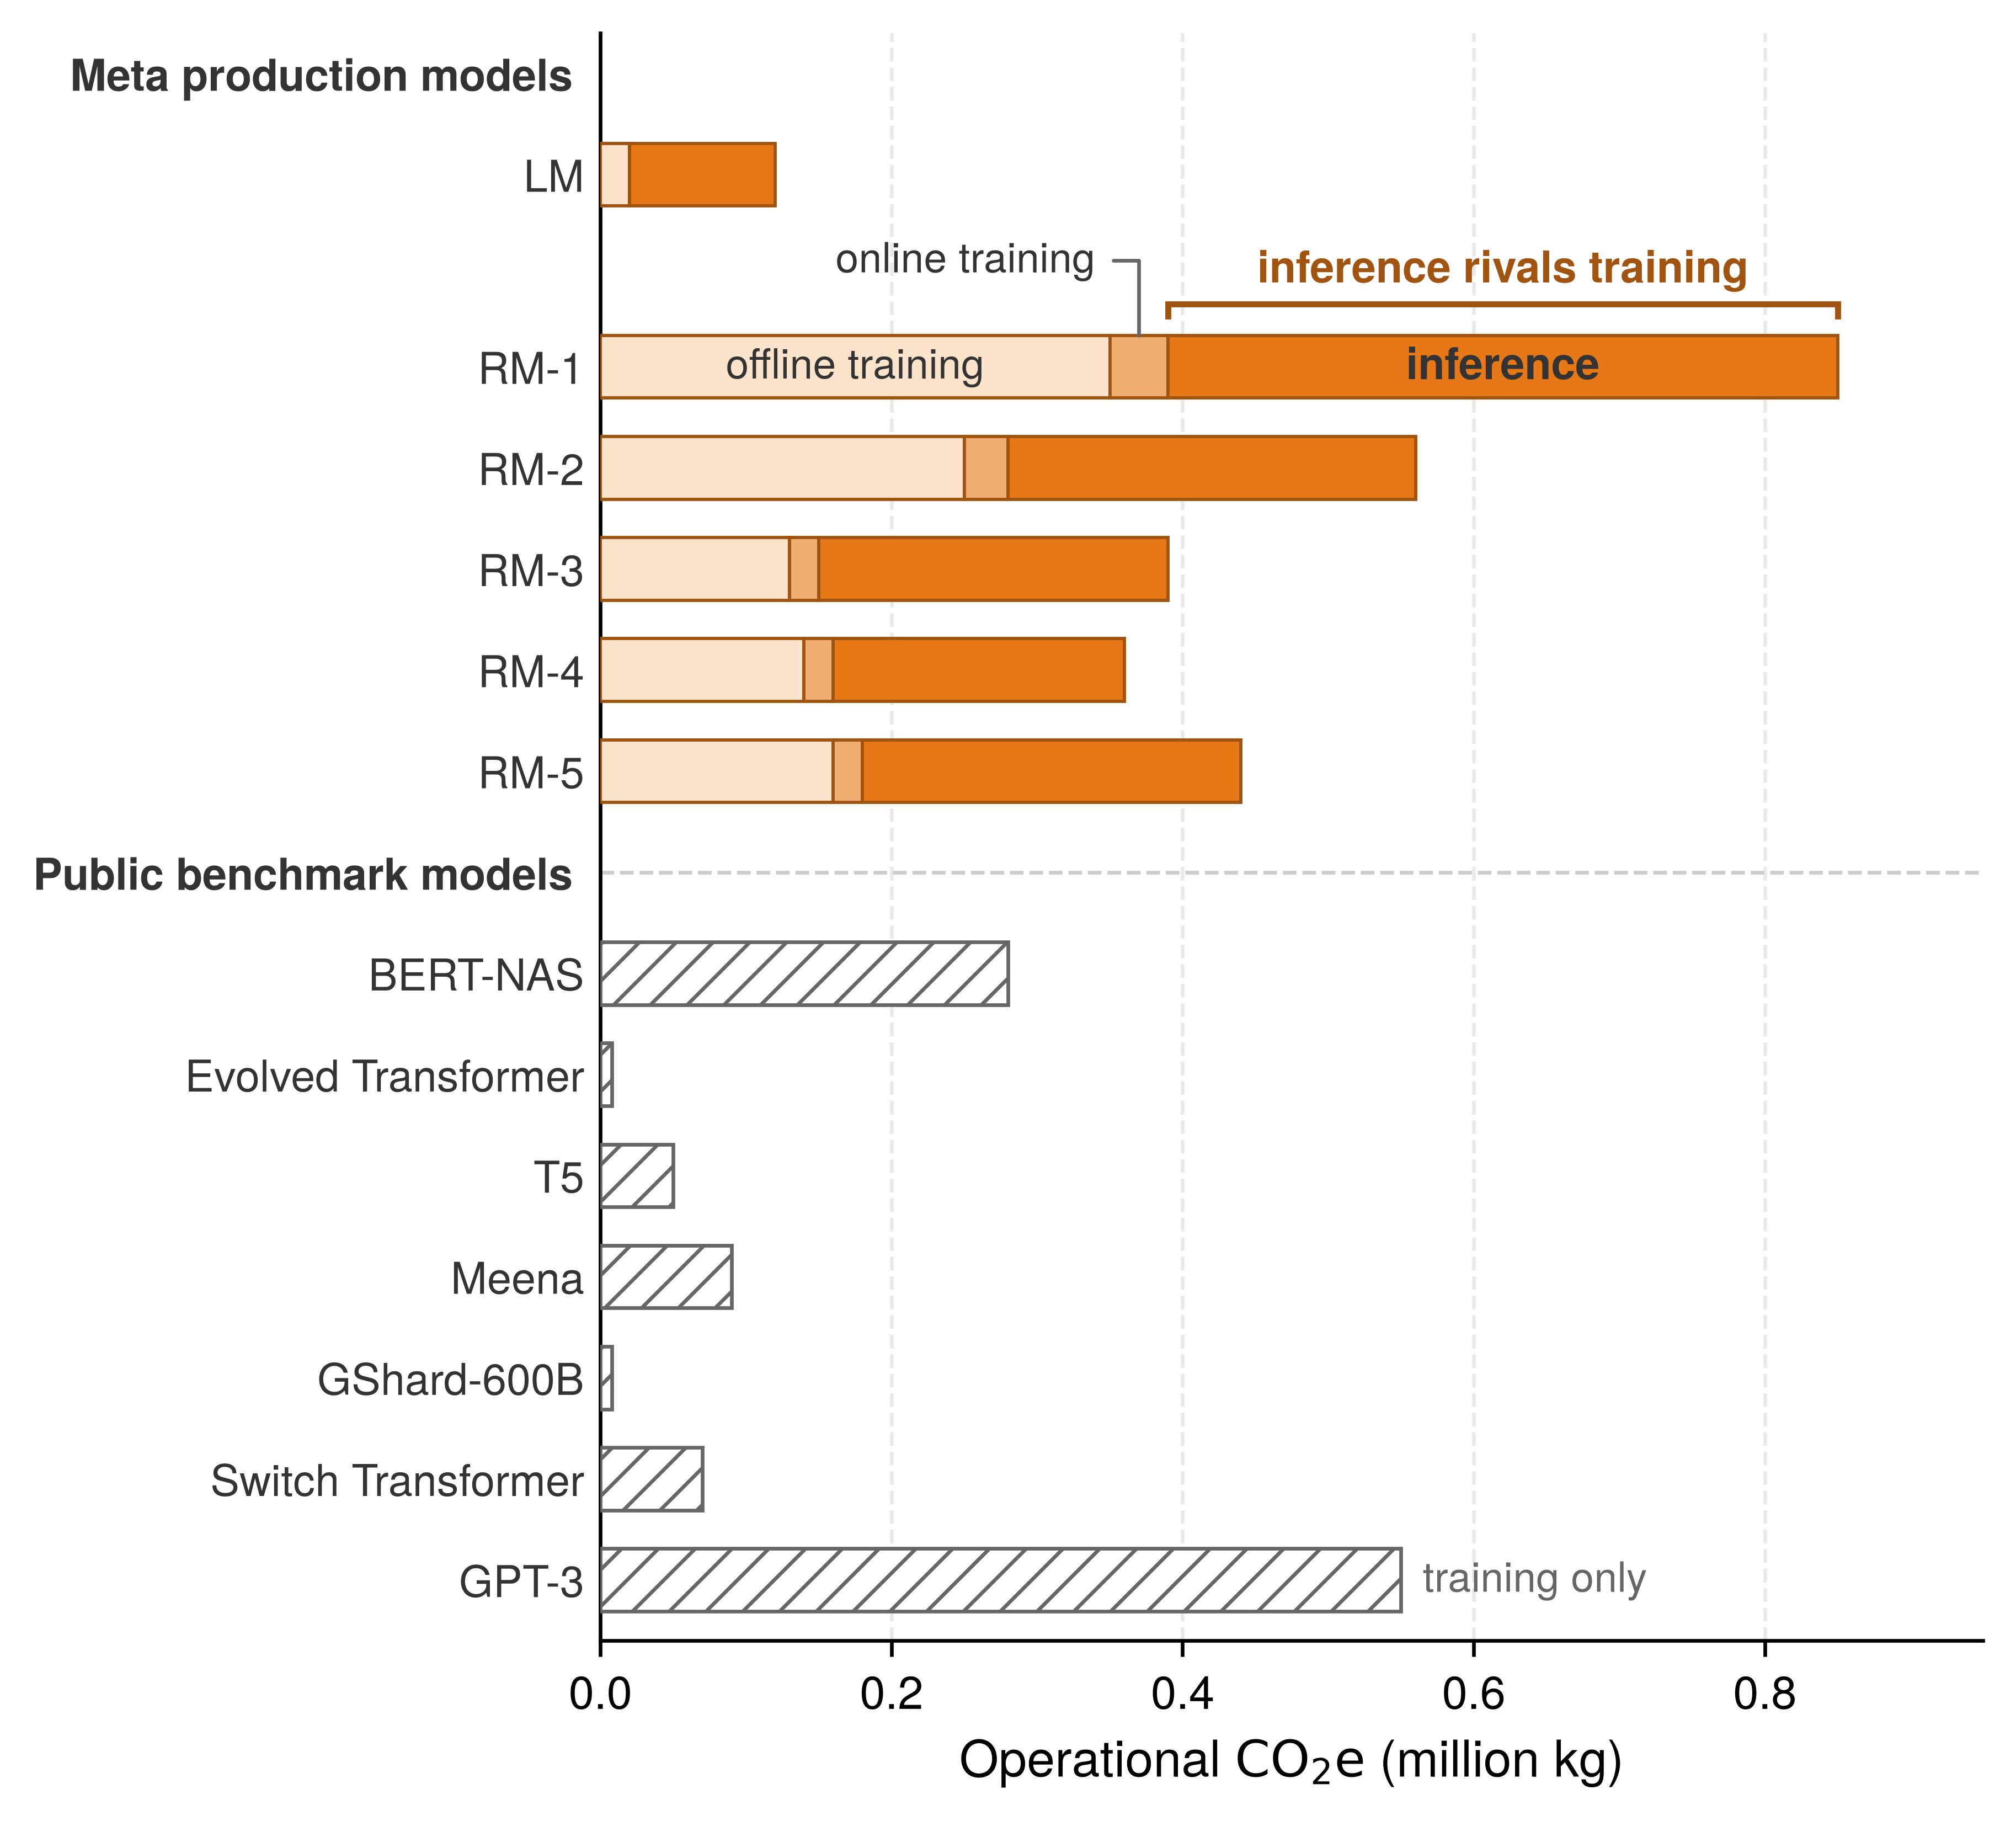 Meta production models
LM
online training
inference rivals training
RM-1
offline training
inference
RM-2
RM-3
RM-4
RM-5
Public benchmark models
BERT-NAS
Evolved Transformer
T5
Meena
GShard-600B
Switch Transformer
GPT-3
training only
0.0 0.2 0.4 0.6 0.8
Operational CO₂e (million kg)